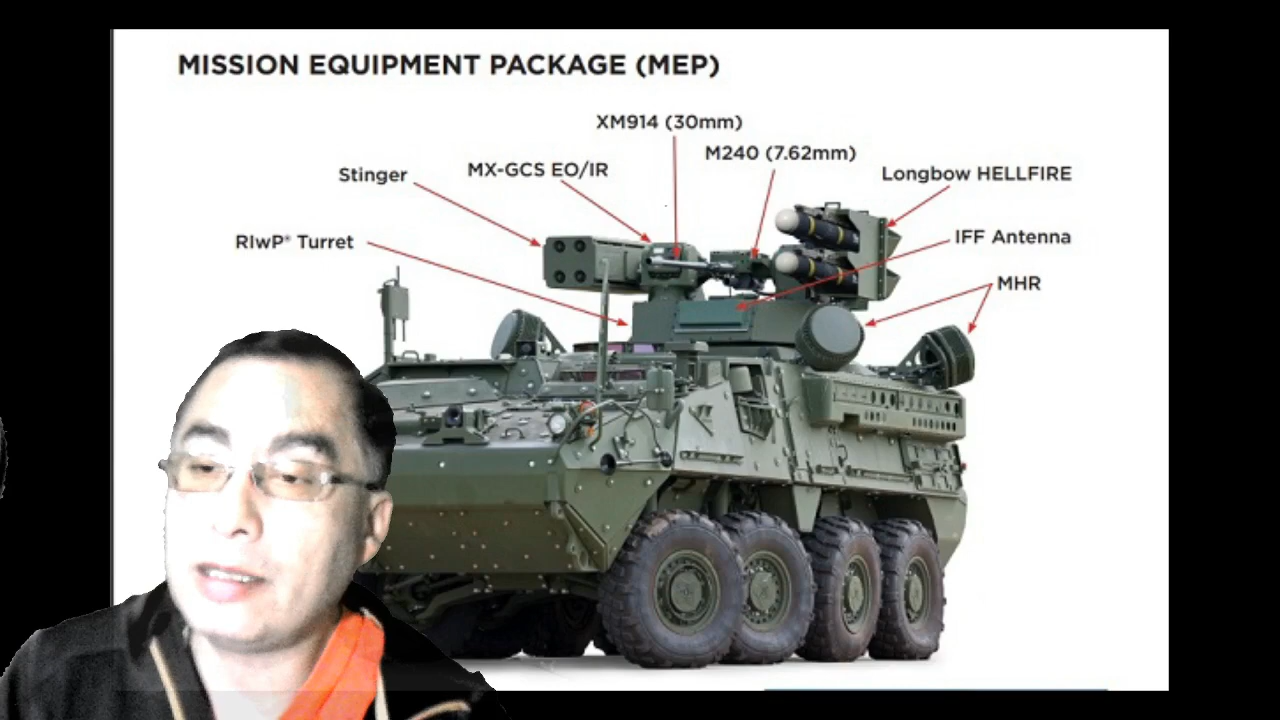 MISSION EQUIPMENT PACKAGE (MEP)
XM914 (30mm)
M240 (7.62mm)
Stinger
MX-GCS EO/IR
Longbow HELLFIRE
RIwP® Turret
IFF Antenna
MHR